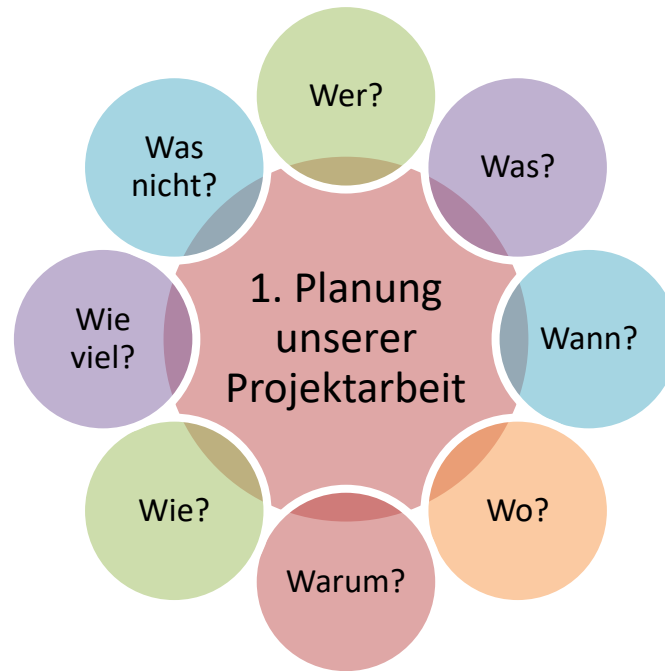 1. Planung
unserer
Projektarbeit
Wer?
Was?
Wann?
Wo?
Warum?
Wie?
Wie
viel?
Was
nicht?